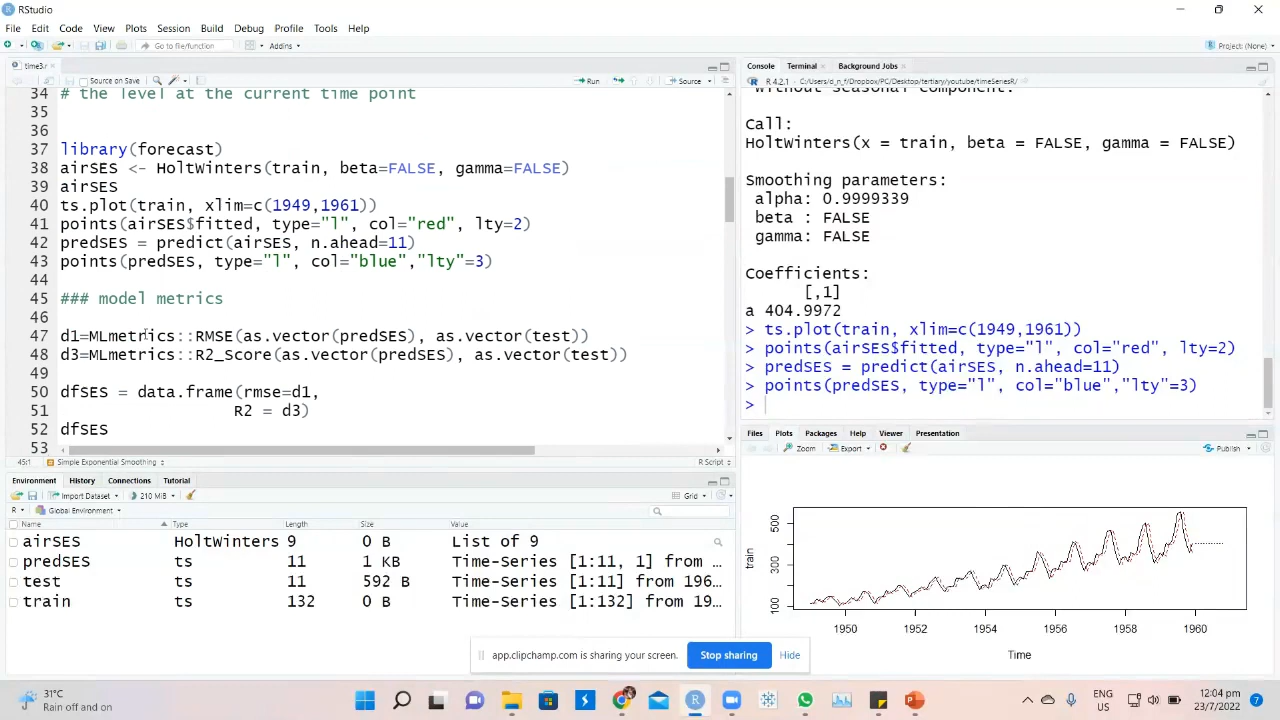 RStudio
File Edit Code View Plots Session Build Debug Profile Tools Help
Go to file/function Addins Project: (None)
time3.r
Source on Save Run Source
34 # the level at the current time point
35
36
37 library(forecast)
38 airSES <- HoltWinters(train, beta=FALSE, gamma=FALSE)
39 airSES
40 ts.plot(train, xlim=c(1949,1961))
41 points(airSES$fitted, type="l", col="red", lty=2)
42 predSES = predict(airSES, n.ahead=11)
43 points(predSES, type="l", col="blue","lty"=3)
44
45 ### model metrics
46
47 d1=MLmetrics::RMSE(as.vector(predSES), as.vector(test))
48 d3=MLmetrics::R2_Score(as.vector(predSES), as.vector(test))
49
50 dfSES = data.frame(rmse=d1,
51 R2 = d3)
52 dfSES
53
45:1 Simple Exponential Smoothing R Script
Console Terminal Background Jobs
R 4.2.1 · C:/Users/d_n_f/Dropbox/PC/Desktop/tertiary/youtube/timeSeriesR/
without seasonal component.
Call:
HoltWinters(x = train, beta = FALSE, gamma = FALSE)
Smoothing parameters:
alpha: 0.9999339
beta : FALSE
gamma: FALSE
Coefficients:
[,1]
a 404.9972
> ts.plot(train, xlim=c(1949,1961))
> points(airSES$fitted, type="l", col="red", lty=2)
> predSES = predict(airSES, n.ahead=11)
> points(predSES, type="l", col="blue","lty"=3)
>
Environment History Connections Tutorial
Import Dataset 210 MiB Grid
R Global Environment
Name Type Length Size Value
airSES HoltWinters 9 0 B List of 9
predSES ts 11 1 KB Time-Series [1:11, 1] from ...
test ts 11 592 B Time-Series [1:11] from 196...
train ts 132 0 B Time-Series [1:132] from 19...
Files Plots Packages Help Viewer Presentation
Zoom Export Publish
train
100 300 500
1950 1952 1954 1956 1958 1960
Time
app.clipchamp.com is sharing your screen. Stop sharing Hide
31°C
Rain off and on
ENG
US
12:04 pm
23/7/2022
7